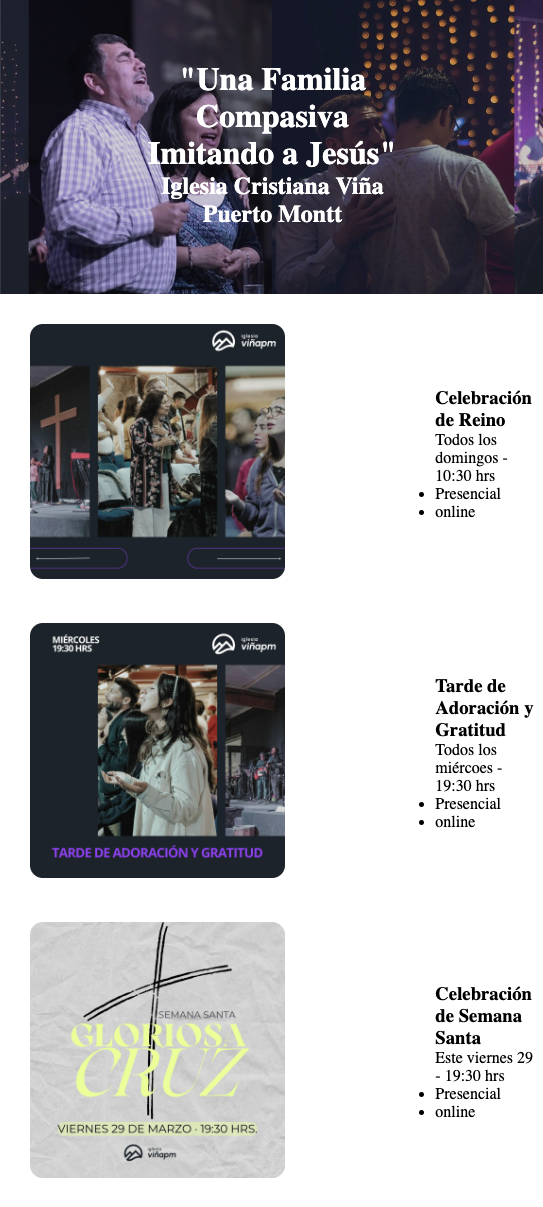 "Una Familia
Compasiva
Imitando a Jesús"
Iglesia Cristiana Viña
Puerto Montt
iglesia
viñapm
Celebración
de Reino
Todos los
domingos -
10:30 hrs
Presencial
online
MIÉRCOLES
19:30 HRS
iglesia
viñapm
TARDE DE ADORACIÓN Y GRATITUD
Tarde de
Adoración y
Gratitud
Todos los
miércoes -
19:30 hrs
Presencial
online
SEMANA SANTA
GLORIOSA
CRUZ
VIERNES 29 DE MARZO · 19:30 HRS.
iglesia
viñapm
Celebración
de Semana
Santa
Este viernes 29
- 19:30 hrs
Presencial
online